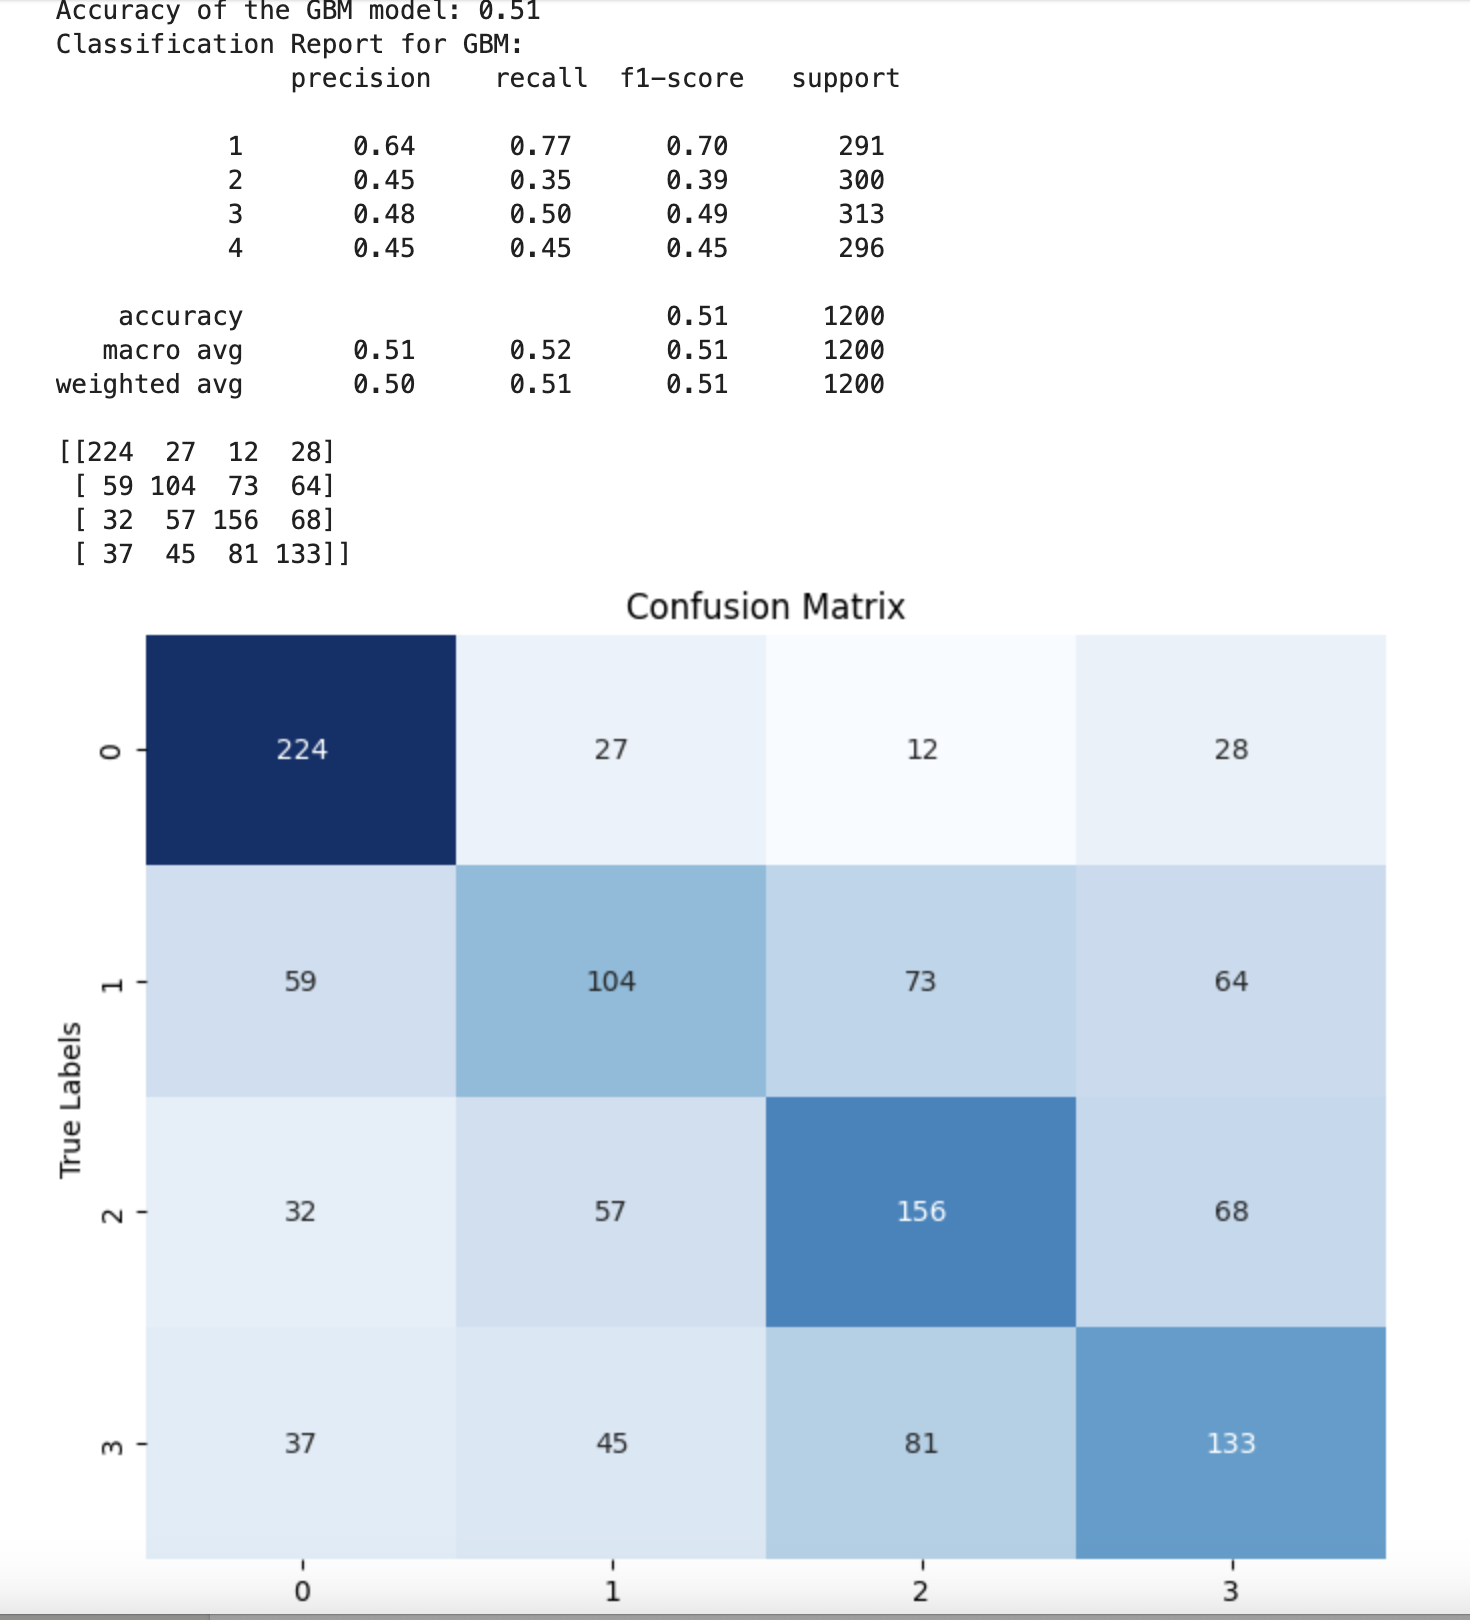 Accuracy of the GBM model: 0.51
Classification Report for GBM:
precision recall f1-score support
1 0.64 0.77 0.70 291
2 0.45 0.35 0.39 300
3 0.48 0.50 0.49 313
4 0.45 0.45 0.45 296
accuracy 0.51 1200
macro avg 0.51 0.52 0.51 1200
weighted avg 0.50 0.51 0.51 1200
[[224 27 12 28]
[ 59 104 73 64]
[ 32 57 156 68]
[ 37 45 81 133]]
Confusion Matrix
True Labels
0 224 27 12 28
1 59 104 73 64
2 32 57 156 68
3 37 45 81 133
0 1 2 3